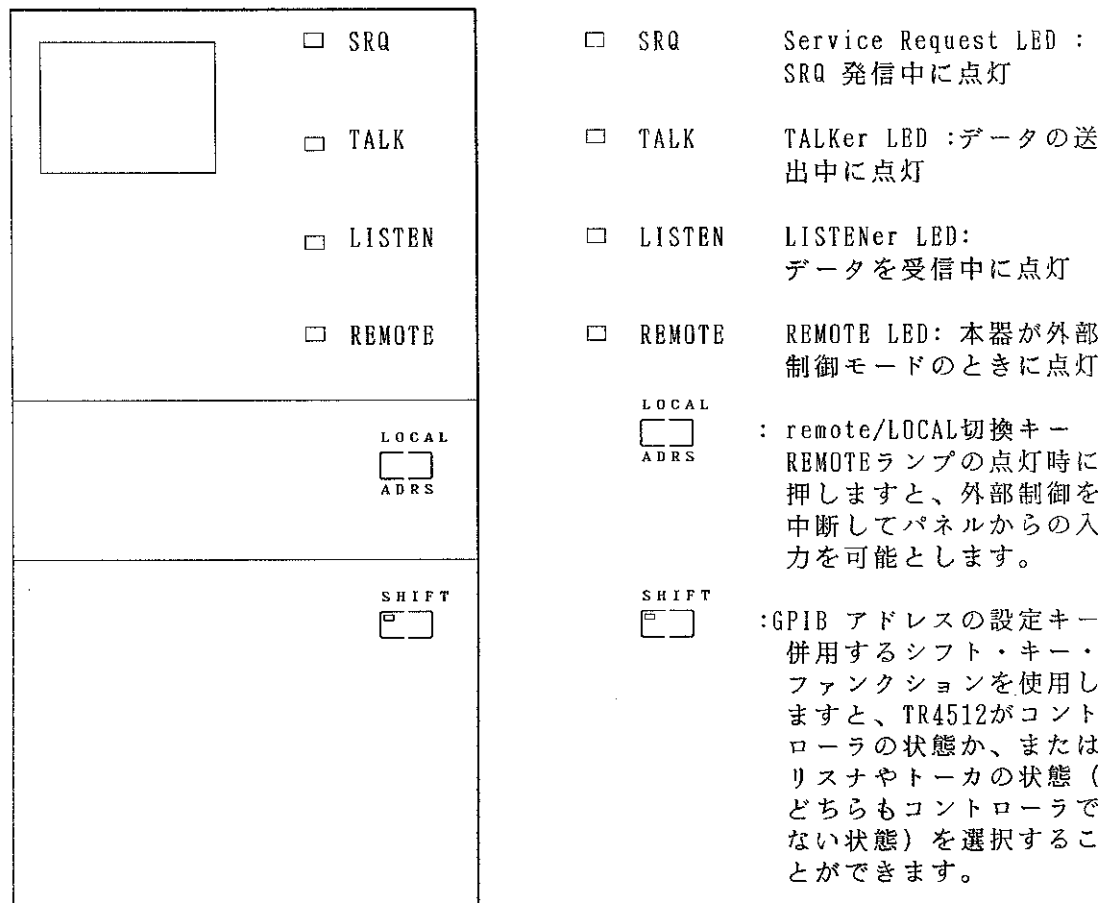 SRQ
TALK
LISTEN
REMOTE
LOCAL
ADRS
SHIFT
SRQ Service Request LED :
SRQ 発信中に点灯
TALK TALKer LED :データの送
出中に点灯
LISTEN LISTENer LED:
データを受信中に点灯
REMOTE REMOTE LED: 本器が外部
制御モードのときに点灯
LOCAL
ADRS
: remote/LOCAL切換キー
REMOTEランプの点灯時に
押しますと、外部制御を
中断してパネルからの入
力を可能とします。
SHIFT
:GPIB アドレスの設定キー
併用するシフト・キー・
ファンクションを使用し
ますと、TR4512がコント
ローラの状態か、または
リスナやトーカの状態（
どちらもコントローラで
ない状態）を選択するこ
とができます。